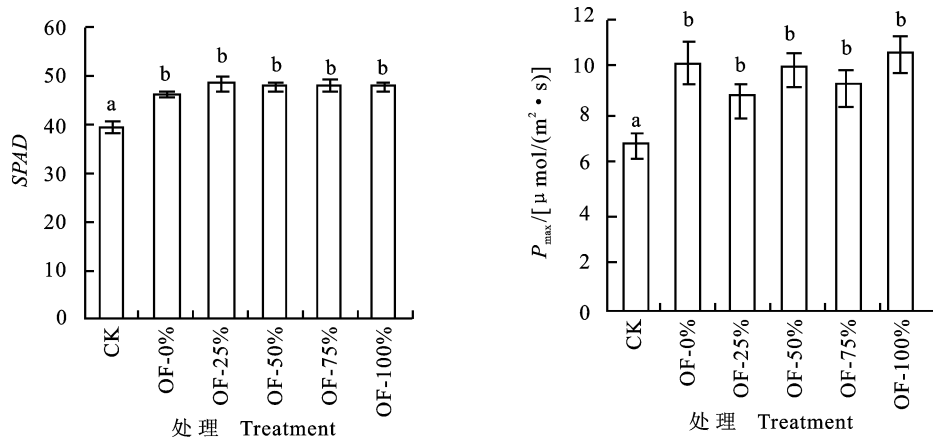 60
50
40
30
20
10
0
SPAD
a
b
b
b
b
b
CK
OF-0%
OF-25%
OF-50%
OF-75%
OF-100%
处理 Treatment
12
10
8
6
4
2
0
Pmax/[μmol/(m²•s)]
a
b
b
b
b
b
CK
OF-0%
OF-25%
OF-50%
OF-75%
OF-100%
处理 Treatment